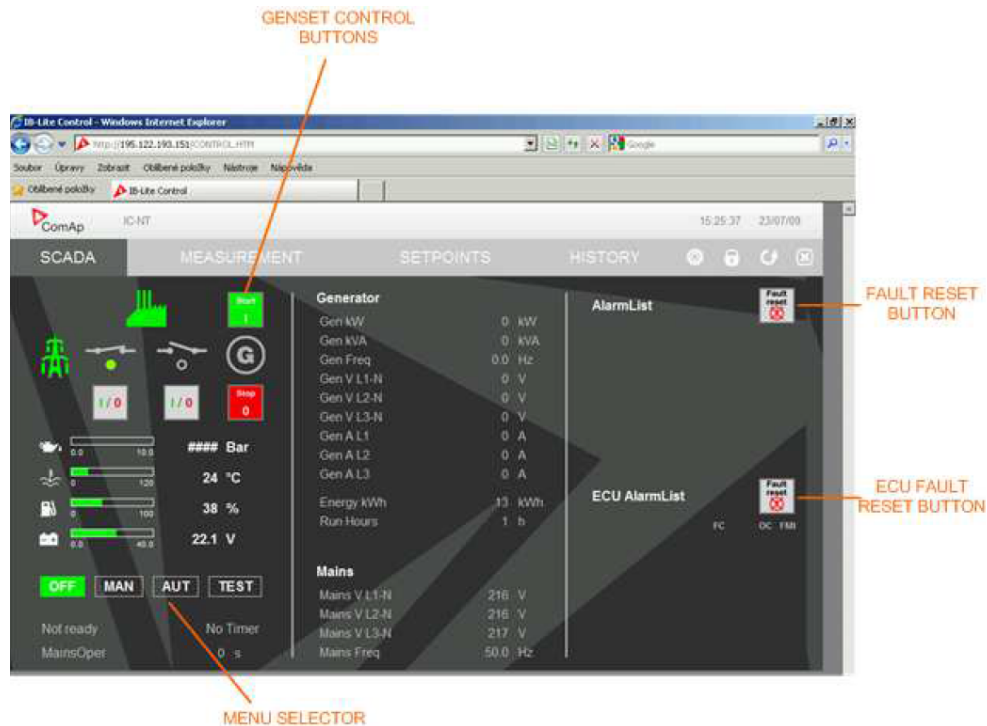 GENSET CONTROL
BUTTONS
IB-Lite Control - Windows Internet Explorer
http://195.122.193.151/CONTROL.HTM
Google
Soubor Úpravy Zobrazit Oblíbené položky Nástroje Nápověda
Oblíbené položky IB-Lite Control
ComAp IC-NT 15:25:37 23/07/09
SCADA MEASUREMENT SETPOINTS HISTORY
Start
I
G
I / 0 I / 0
Stop
0
0.0 10.0 #### Bar
0 120 24 °C
0 100 38 %
0.0 40.0 22.1 V
OFF MAN AUT TEST
Not ready No Timer
MainsOper 0 s
Generator
Gen kW 0 kW
Gen kVA 0 kVA
Gen Freq 0.0 Hz
Gen V L1-N 0 V
Gen V L2-N 0 V
Gen V L3-N 0 V
Gen A L1 0 A
Gen A L2 0 A
Gen A L3 0 A
Energy kWh 13 kWh
Run Hours 1 h
Mains
Mains V L1-N 216 V
Mains V L2-N 216 V
Mains V L3-N 217 V
Mains Freq 50.0 Hz
AlarmList
Fault
reset
ECU AlarmList
Fault
reset
FC OC FMI
FAULT RESET
BUTTON
ECU FAULT
RESET BUTTON
MENU SELECTOR